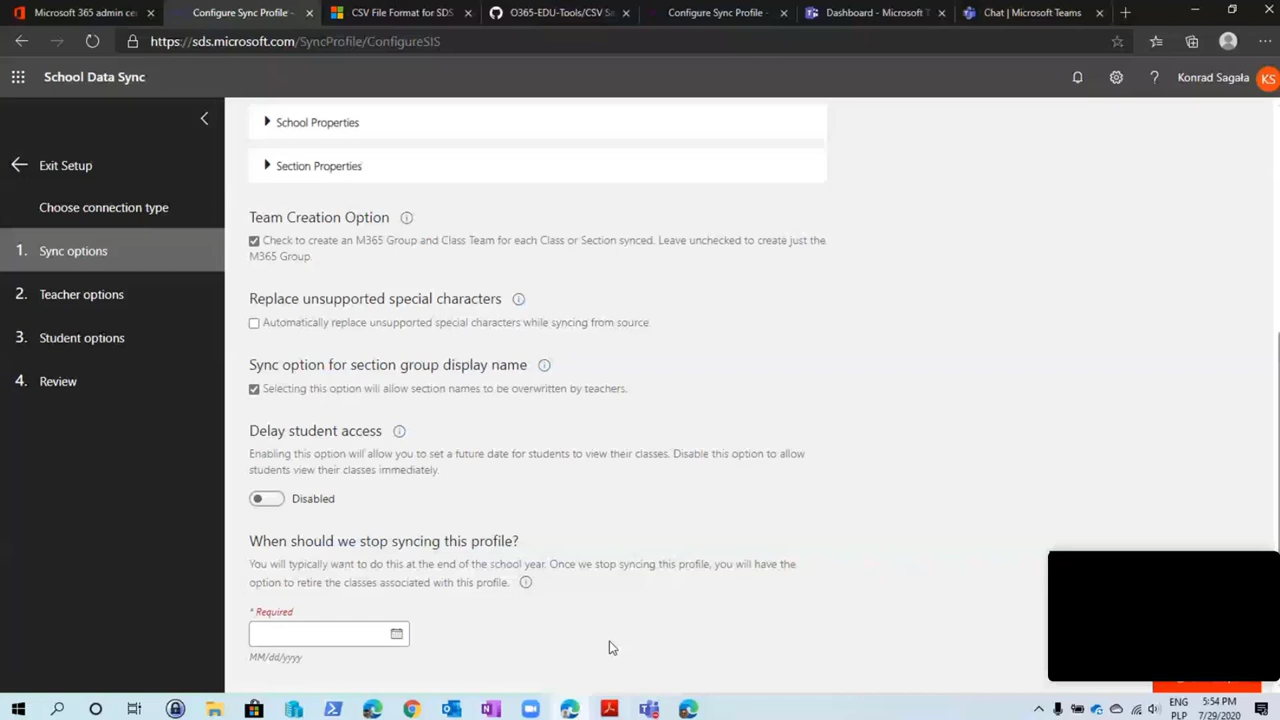 Microsoft 365 admin ce
Configure Sync Profile -
CSV File Format for SDS
O365-EDU-Tools/CSV Sa
Configure Sync Profile -
Dashboard - Microsoft T
Chat | Microsoft Teams
https://sds.microsoft.com/SyncProfile/ConfigureSIS
School Data Sync
Konrad Sagała
KS
Exit Setup
Choose connection type
1. Sync options
2. Teacher options
3. Student options
4. Review
School Properties
Section Properties
Team Creation Option
Check to create an M365 Group and Class Team for each Class or Section synced. Leave unchecked to create just the
M365 Group.
Replace unsupported special characters
Automatically replace unsupported special characters while syncing from source.
Sync option for section group display name
Selecting this option will allow section names to be overwritten by teachers.
Delay student access
Enabling this option will allow you to set a future date for students to view their classes. Disable this option to allow
students view their classes immediately.
Disabled
When should we stop syncing this profile?
You will typically want to do this at the end of the school year. Once we stop syncing this profile, you will have the
option to retire the classes associated with this profile.
* Required
MM/dd/yyyy
ENG
PLP
5:54 PM
7/29/2020